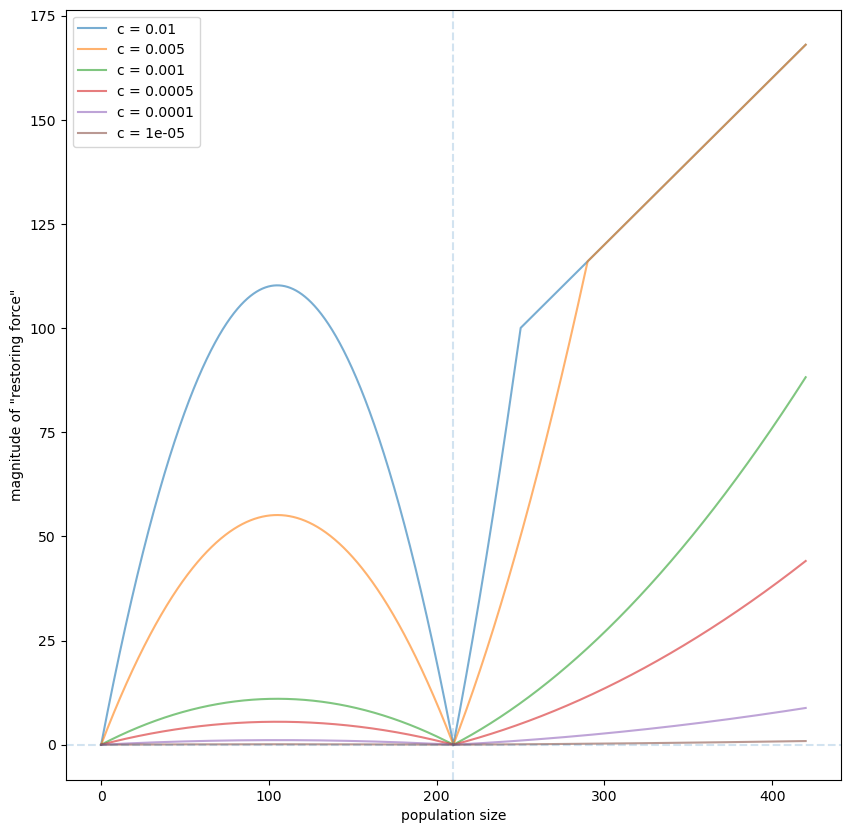 175
150
125
100
75
50
25
0
magnitude of "restoring force"
c = 0.01
c = 0.005
c = 0.001
c = 0.0005
c = 0.0001
c = 1e-05
0
100
200
300
400
population size